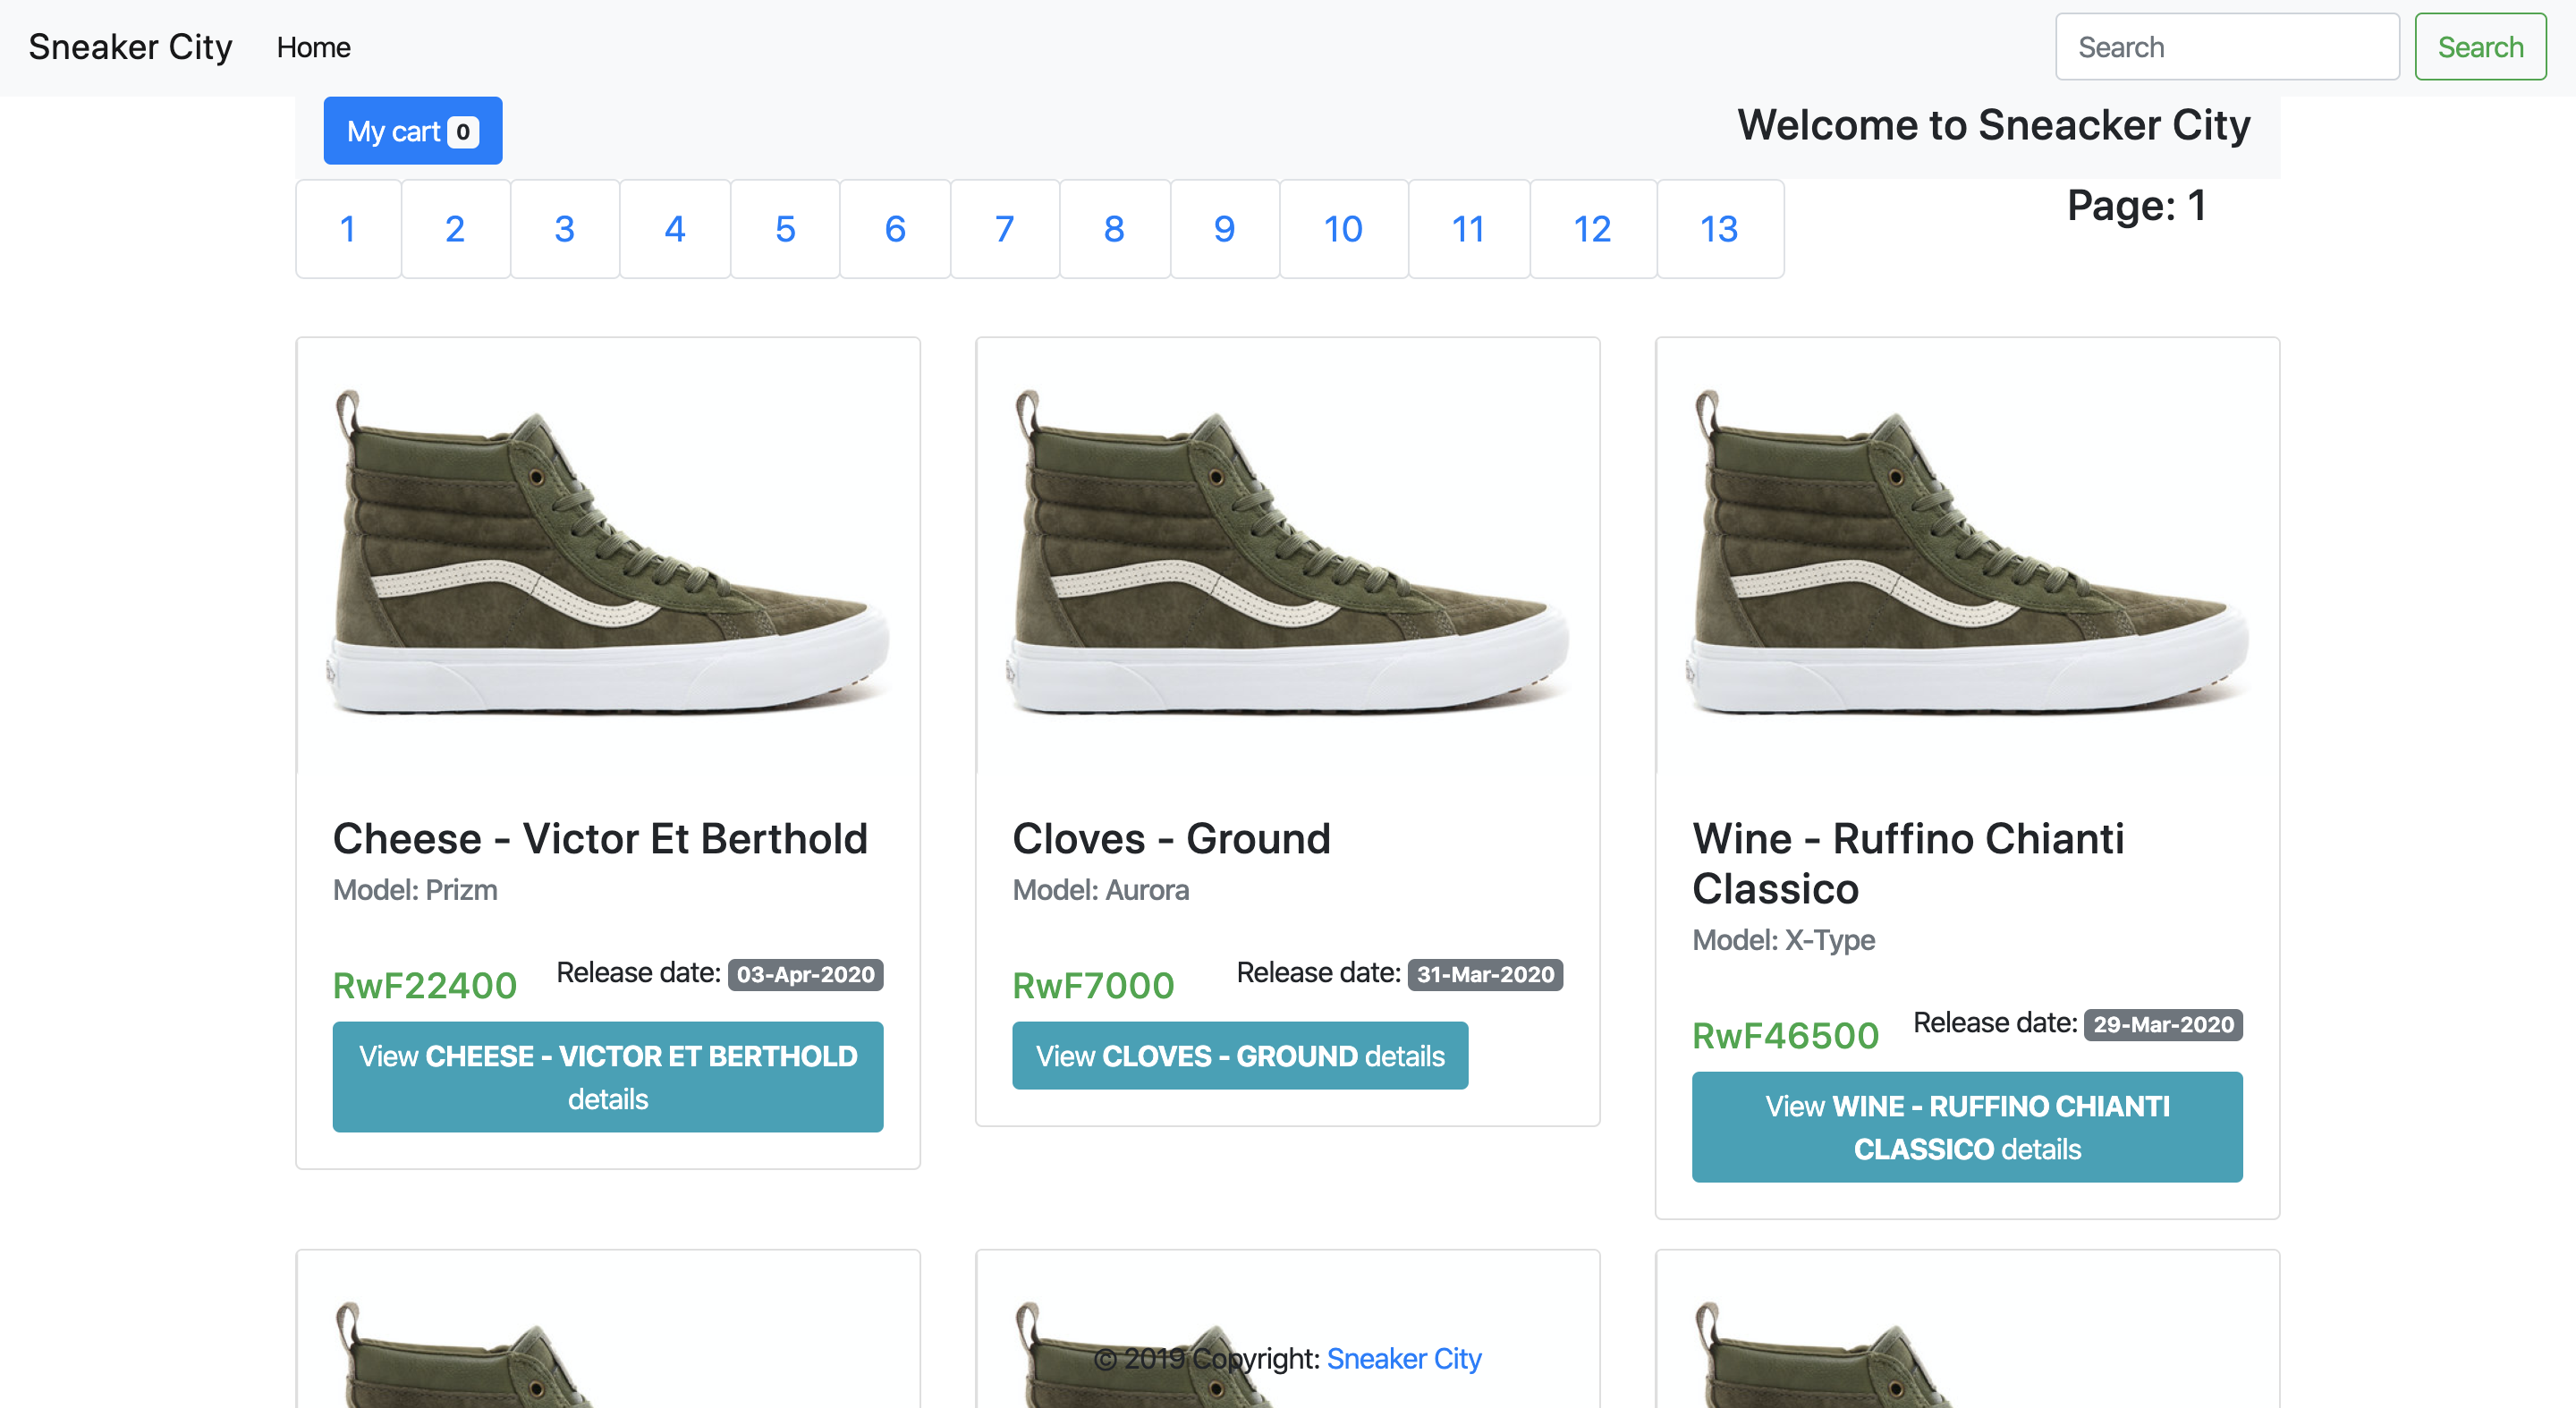 Sneaker City Home Search Search
My cart 0 Welcome to Sneacker City
1 2 3 4 5 6 7 8 9 10 11 12 13 Page: 1
Cheese - Victor Et Berthold
Model: Prizm
RwF22400 Release date: 03-Apr-2020
View CHEESE - VICTOR ET BERTHOLD
details
Cloves - Ground
Model: Aurora
RwF7000 Release date: 31-Mar-2020
View CLOVES - GROUND details
Wine - Ruffino Chianti
Classico
Model: X-Type
RwF46500 Release date: 29-Mar-2020
View WINE - RUFFINO CHIANTI
CLASSICO details
© 2019 Copyright: Sneaker City